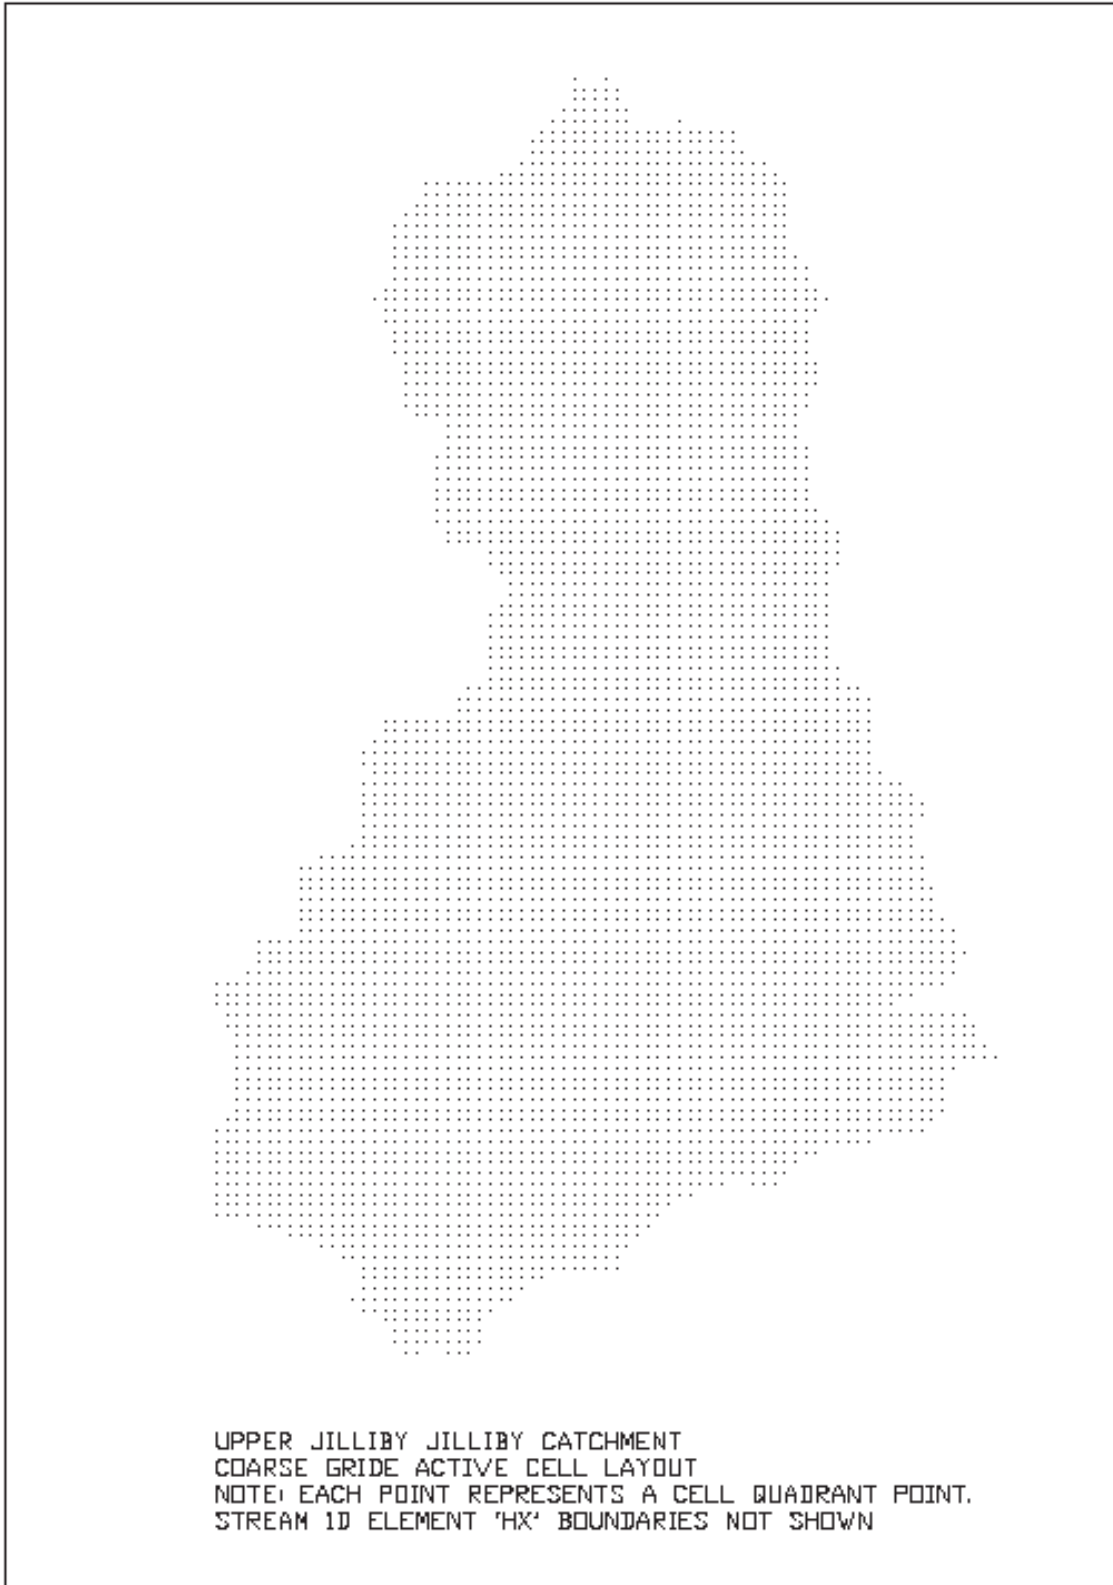 UPPER JILLIBY JILLIBY CATCHMENT
COARSE GRIDE ACTIVE CELL LAYOUT
NOTE: EACH POINT REPRESENTS A CELL QUADRANT POINT.
STREAM 1D ELEMENT 'HX' BOUNDARIES NOT SHOWN